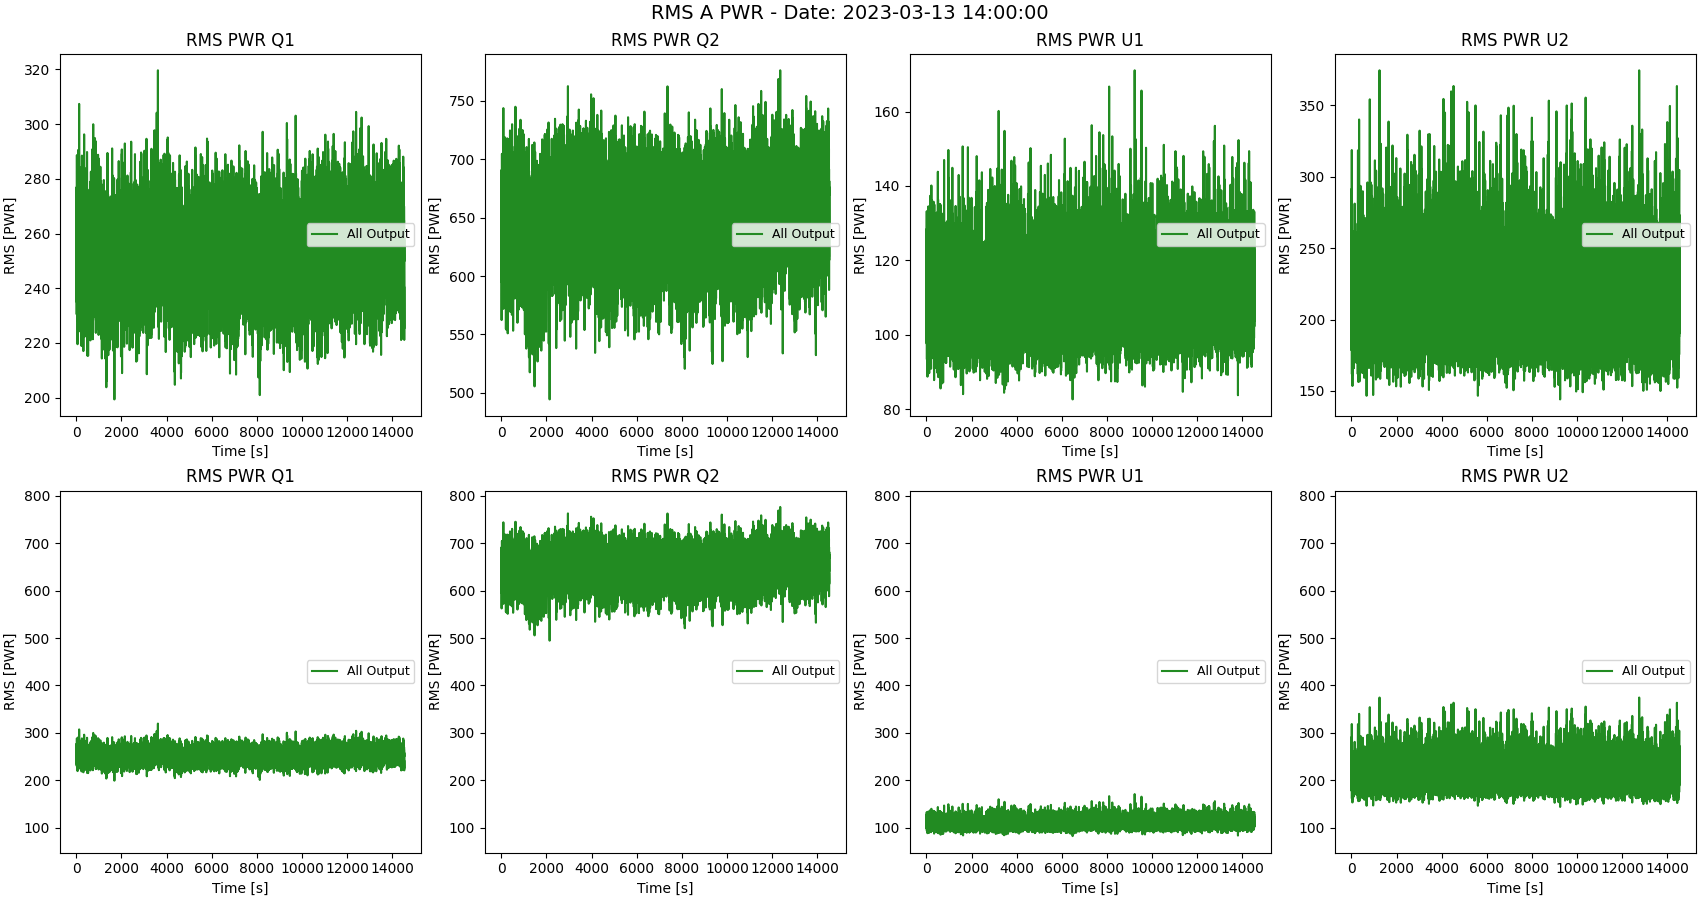 RMS A PWR - Date: 2023-03-13 14:00:00
RMS PWR Q1
RMS [PWR]
320
300
280
260
240
220
200
All Output
0 2000 4000 6000 8000 10000 12000 14000
Time [s]
RMS PWR Q2
RMS [PWR]
750
700
650
600
550
500
All Output
0 2000 4000 6000 8000 10000 12000 14000
Time [s]
RMS PWR U1
RMS [PWR]
160
140
120
100
80
All Output
0 2000 4000 6000 8000 10000 12000 14000
Time [s]
RMS PWR U2
RMS [PWR]
350
300
250
200
150
All Output
0 2000 4000 6000 8000 10000 12000 14000
Time [s]
RMS PWR Q1
RMS [PWR]
800
700
600
500
400
300
200
100
All Output
0 2000 4000 6000 8000 10000 12000 14000
Time [s]
RMS PWR Q2
RMS [PWR]
800
700
600
500
400
300
200
100
All Output
0 2000 4000 6000 8000 10000 12000 14000
Time [s]
RMS PWR U1
RMS [PWR]
800
700
600
500
400
300
200
100
All Output
0 2000 4000 6000 8000 10000 12000 14000
Time [s]
RMS PWR U2
RMS [PWR]
800
700
600
500
400
300
200
100
All Output
0 2000 4000 6000 8000 10000 12000 14000
Time [s]